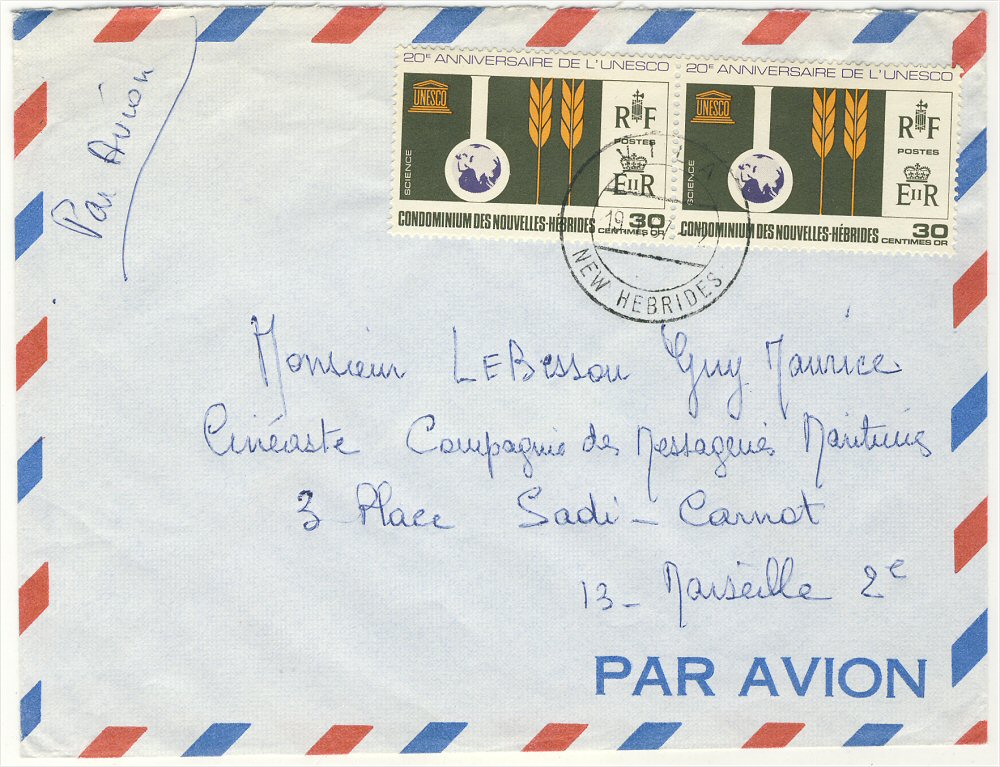 Par Avion
20E ANNIVERSAIRE DE L'UNESCO
UNESCO
SCIENCE
RF
POSTES
EIIR
CONDOMINIUM DES NOUVELLES-HÉBRIDES 30
CENTIMES OR
20E ANNIVERSAIRE DE L'UNESCO
UNESCO
SCIENCE
RF
POSTES
EIIR
CONDOMINIUM DES NOUVELLES-HÉBRIDES 30
CENTIMES OR
19
NEW HEBRIDES
Monsieur LEBesson Guy Maurice
Cinéaste Compagnie des Messageries Maritimes
3 Place Sadi-Carnot
13- Marseille 2e
PAR AVION